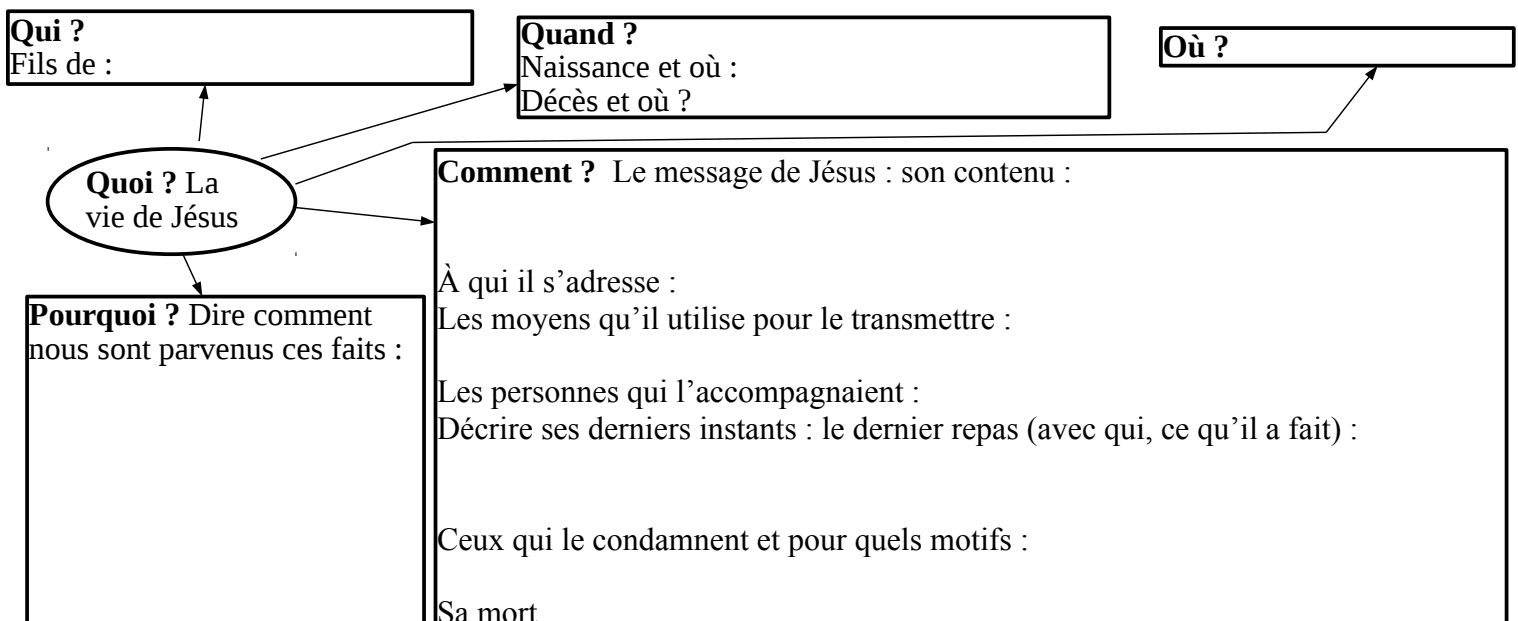 Qui ?
Fils de :
Quand ?
Naissance et où :
Décès et où ?
Où ?
Quoi ? La
vie de Jésus
Comment ?  Le message de Jésus : son contenu :
À qui il s’adresse :
Les moyens qu’il utilise pour le transmettre :
Les personnes qui l’accompagnaient :
Décrire ses derniers instants : le dernier repas (avec qui, ce qu’il a fait) :
Ceux qui le condamnent et pour quels motifs :
Sa mort
Pourquoi ? Dire comment
nous sont parvenus ces faits :